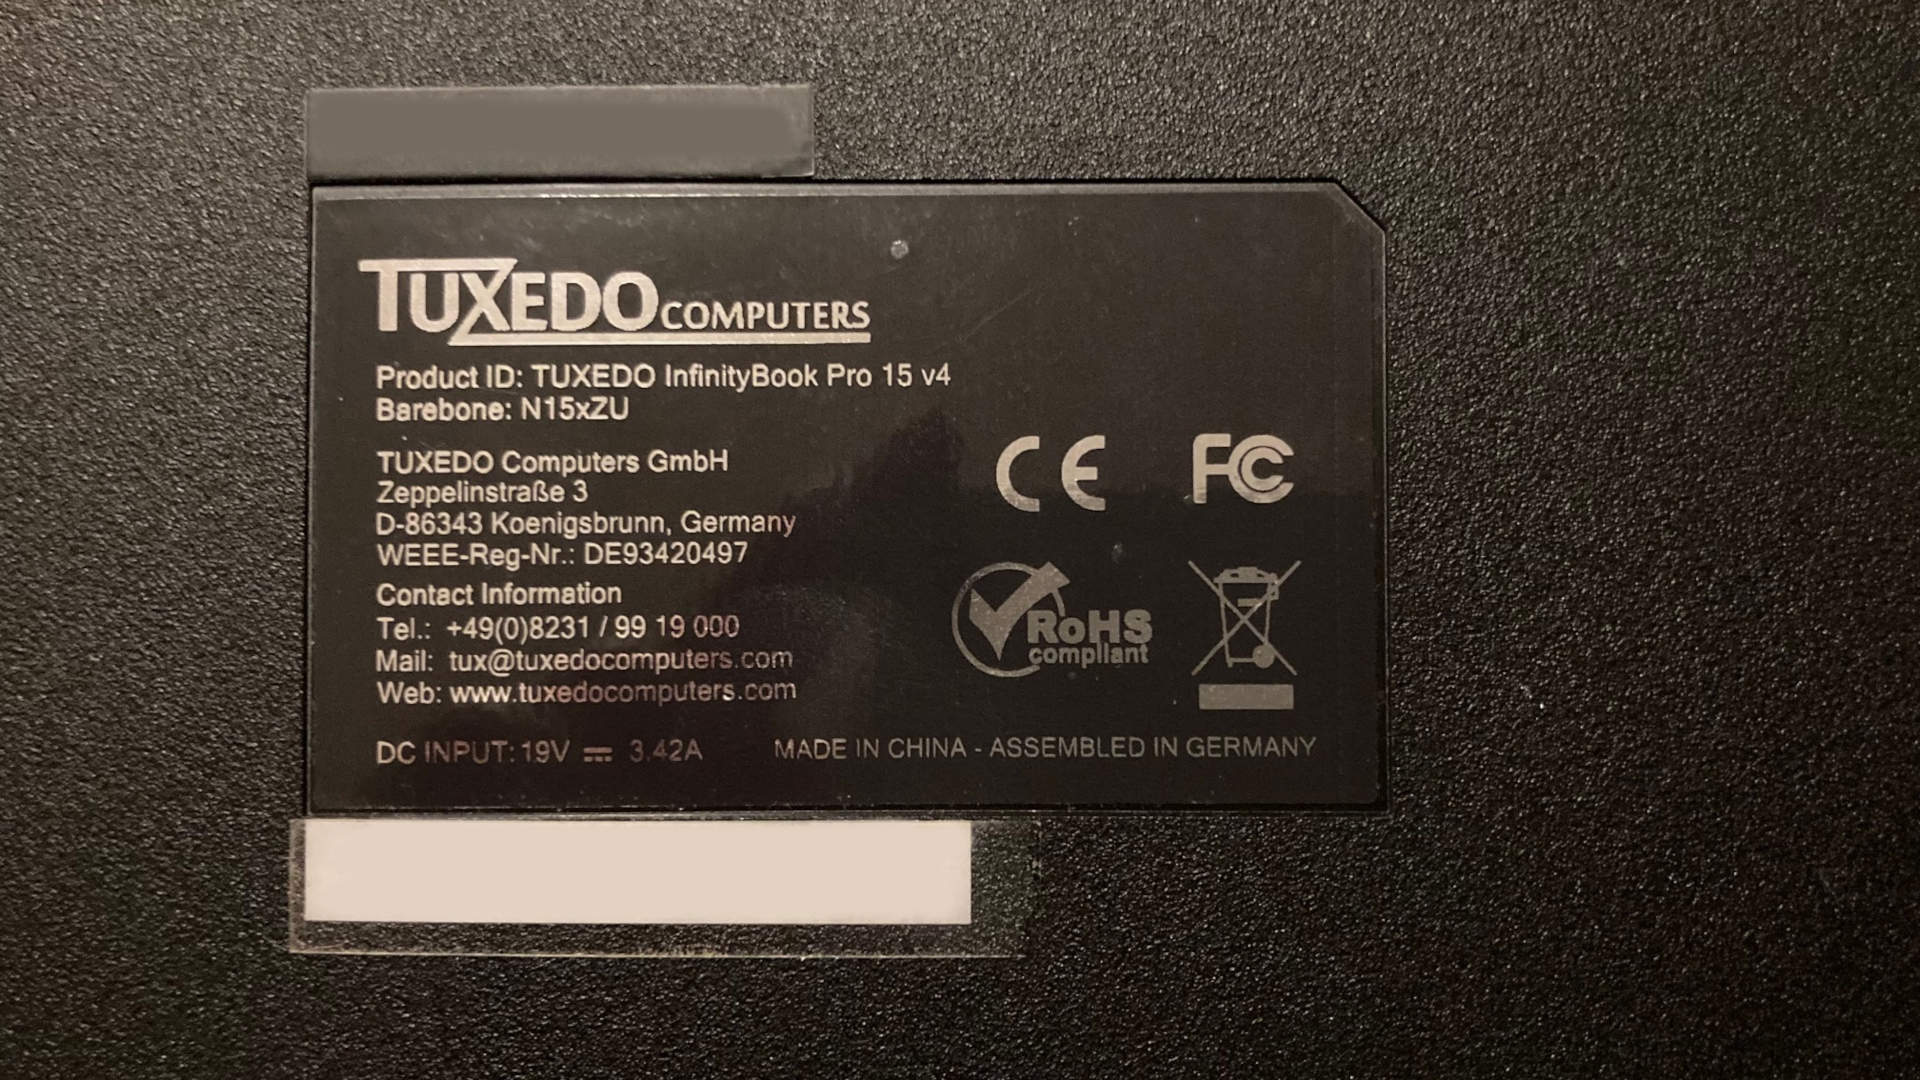 TUXEDO COMPUTERS
Product ID: TUXEDO InfinityBook Pro 15 v4
Barebone: N15xZU
TUXEDO Computers GmbH
Zeppelinstraße 3
D-86343 Koenigsbrunn, Germany
WEEE-Reg-Nr.: DE93420497
Contact Information
Tel.: +49(0)8231 / 99 19 000
Mail: tux@tuxedocomputers.com
Web: www.tuxedocomputers.com
DC INPUT: 19V ⎓ 3.42A
CE FC
RoHS
compliant
MADE IN CHINA - ASSEMBLED IN GERMANY